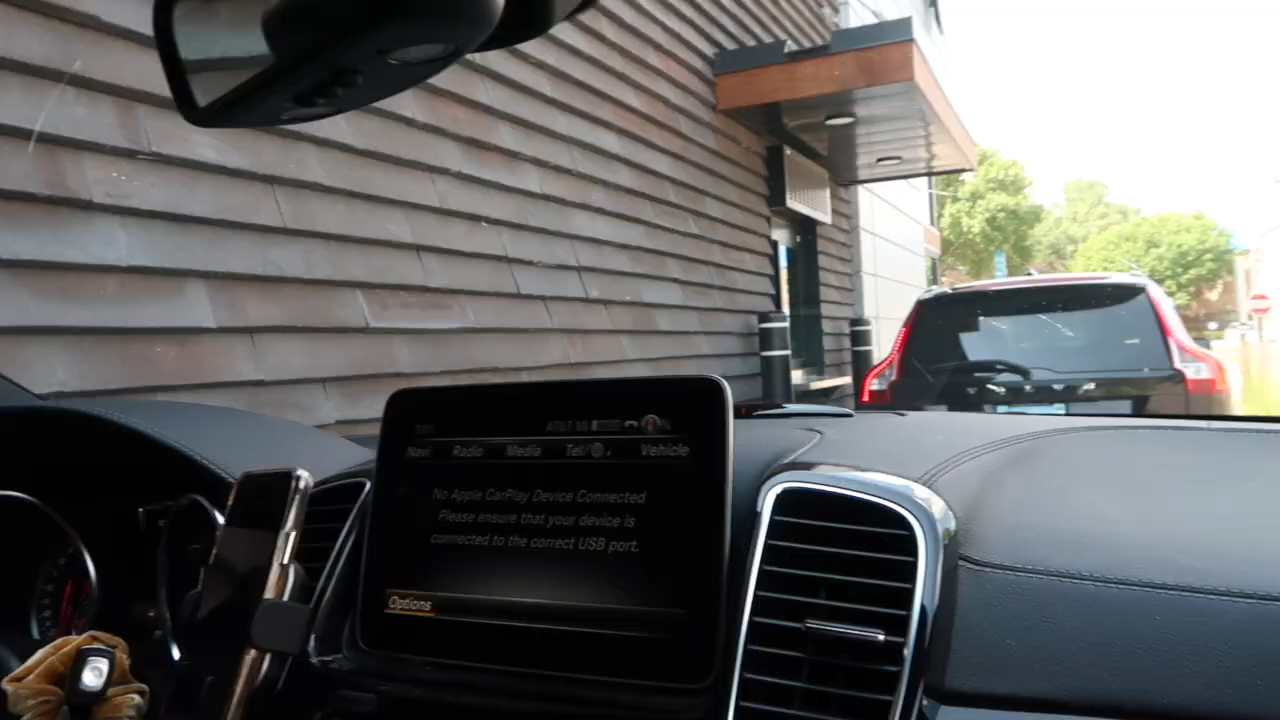 AT&T
Navi Radio Media Tel/ Vehicle
No Apple CarPlay Device Connected
Please ensure that your device is
connected to the correct USB port.
Options